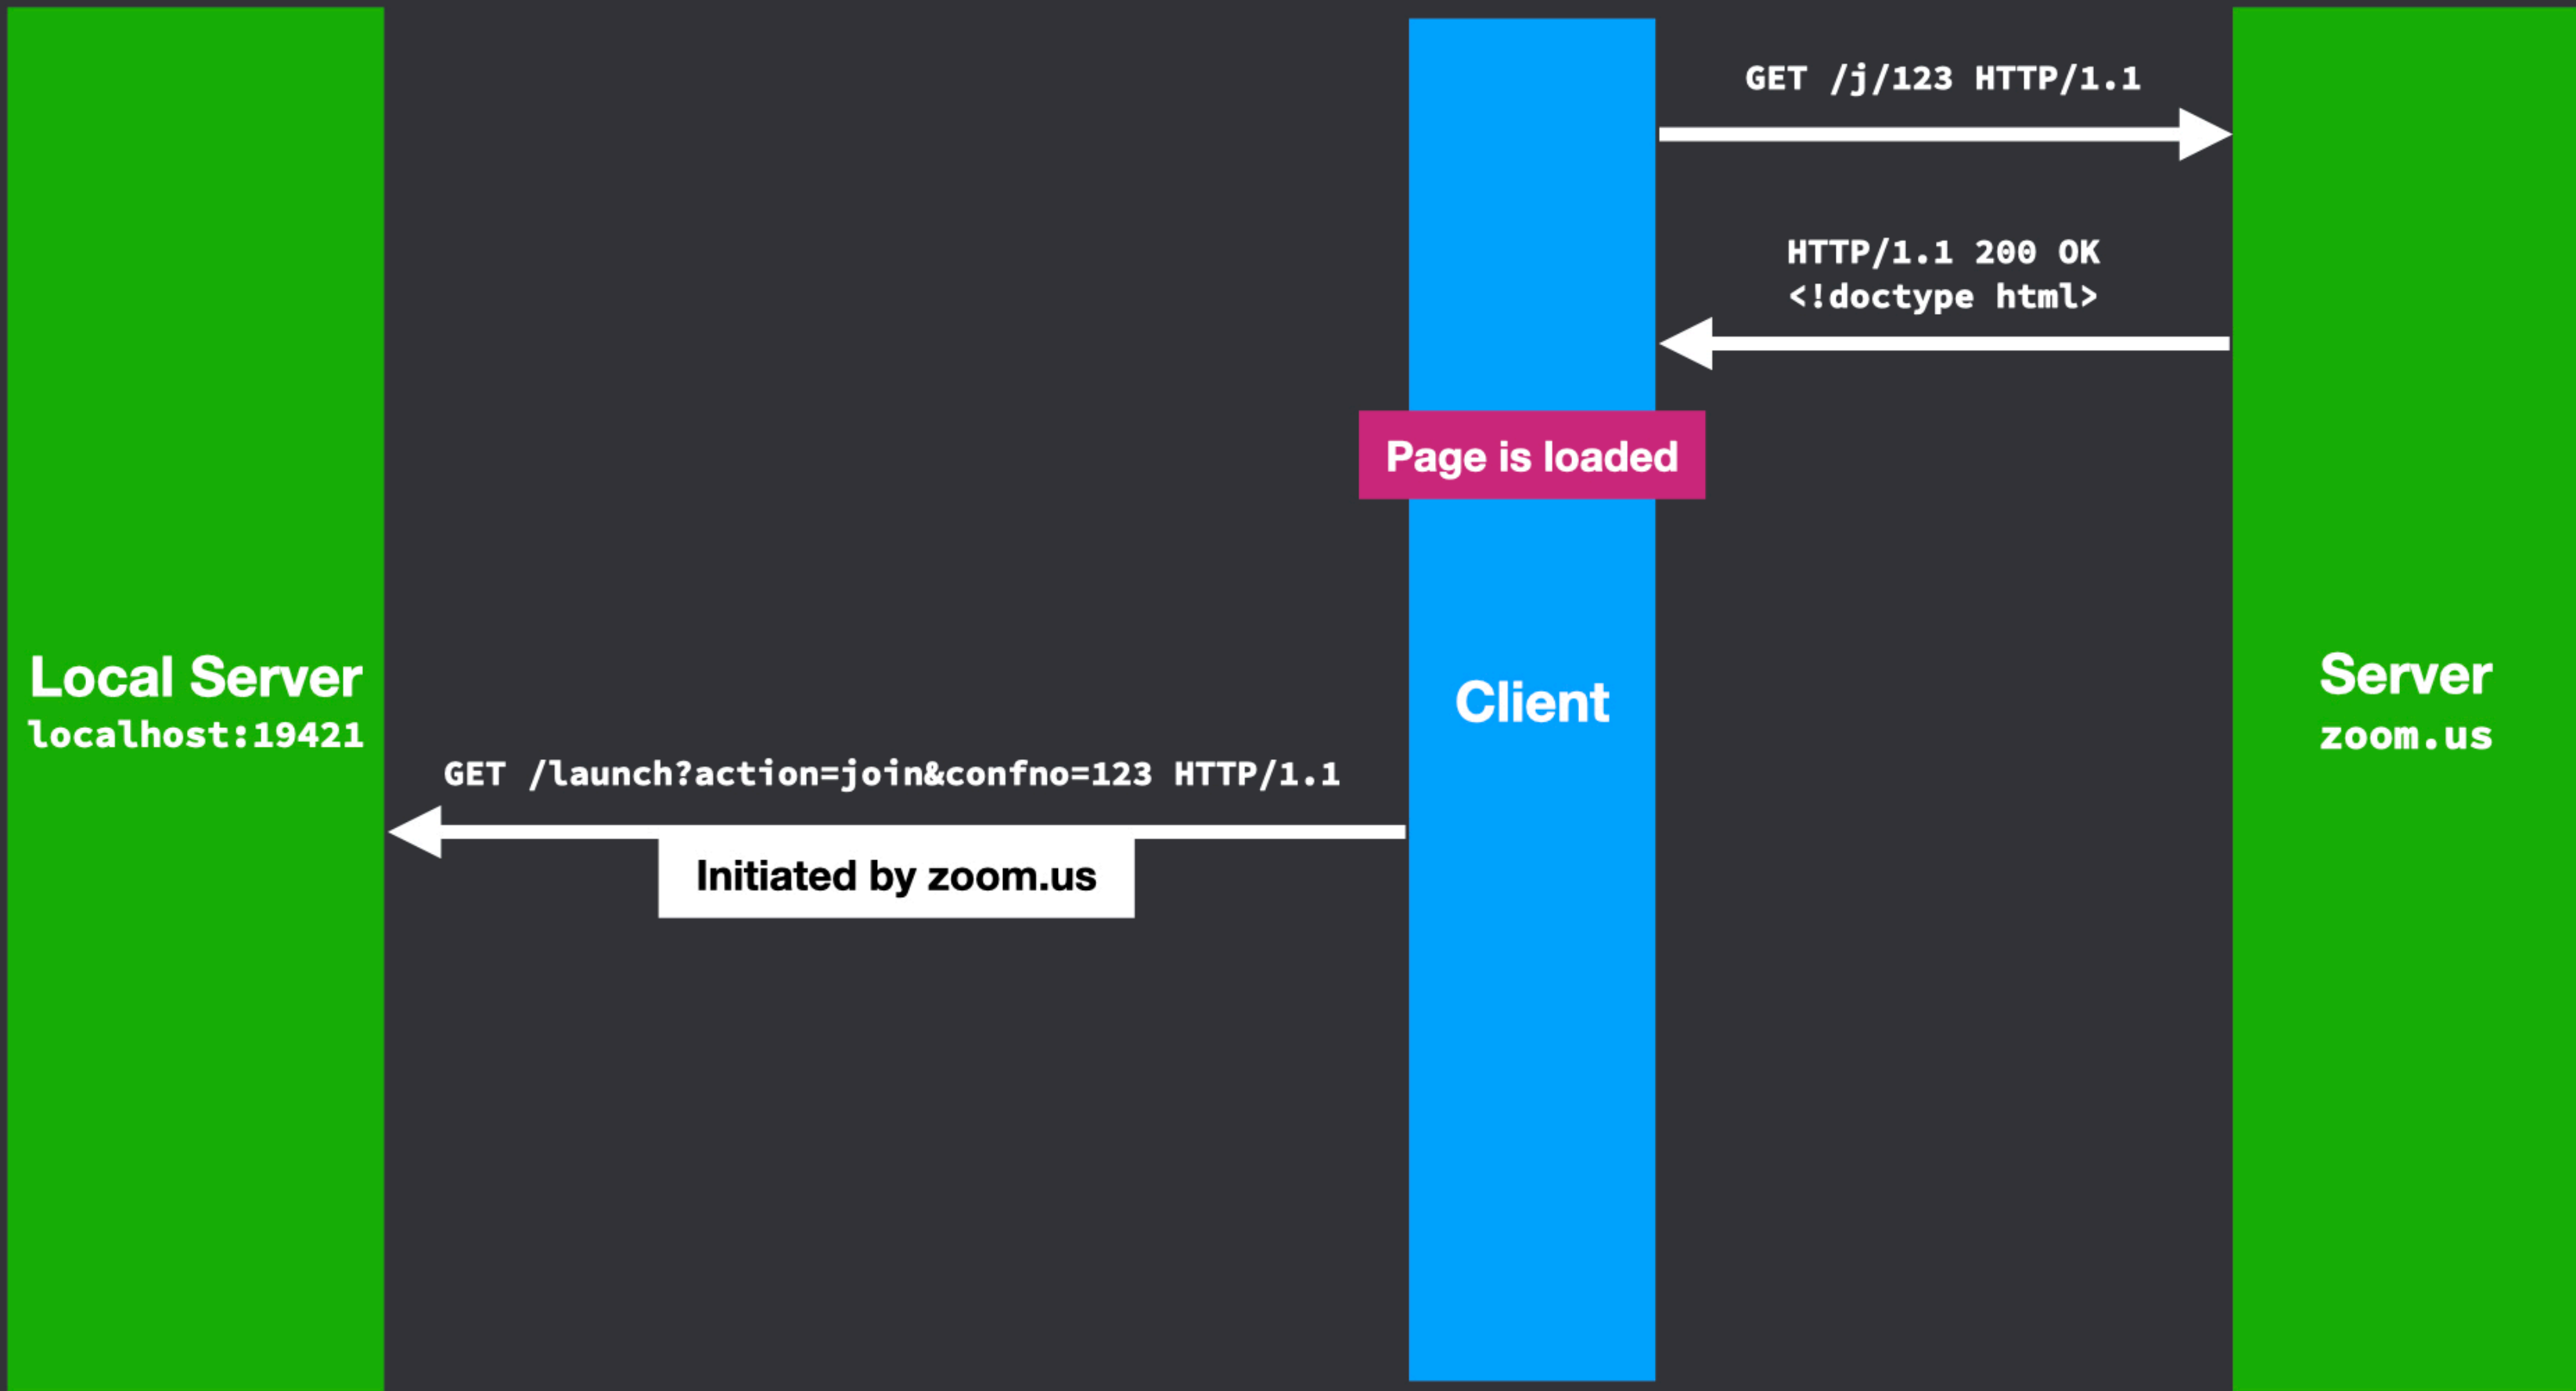 GET /j/123 HTTP/1.1
HTTP/1.1 200 OK
<!doctype html>
Page is loaded
Local Server
localhost:19421
Client
Server
zoom.us
GET /launch?action=join&confno=123 HTTP/1.1
Initiated by zoom.us